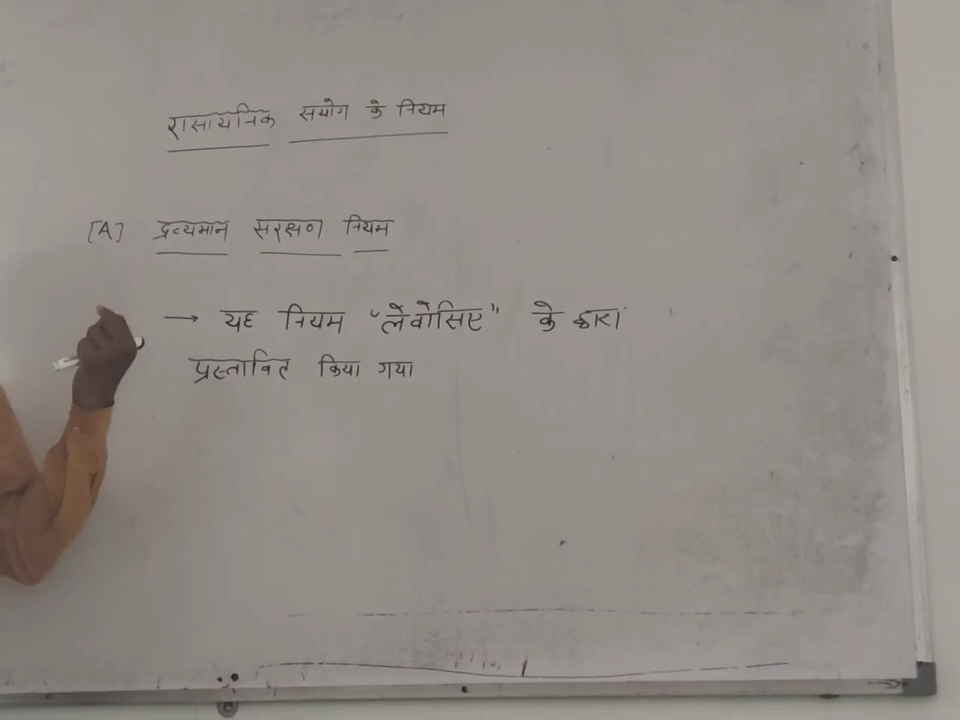 रासायनिक सयोग के नियम
[A] द्रव्यमान सरक्षण नियम
→ यह नियम "लेवोसिए" के द्वारा
प्रस्तावित किया गया